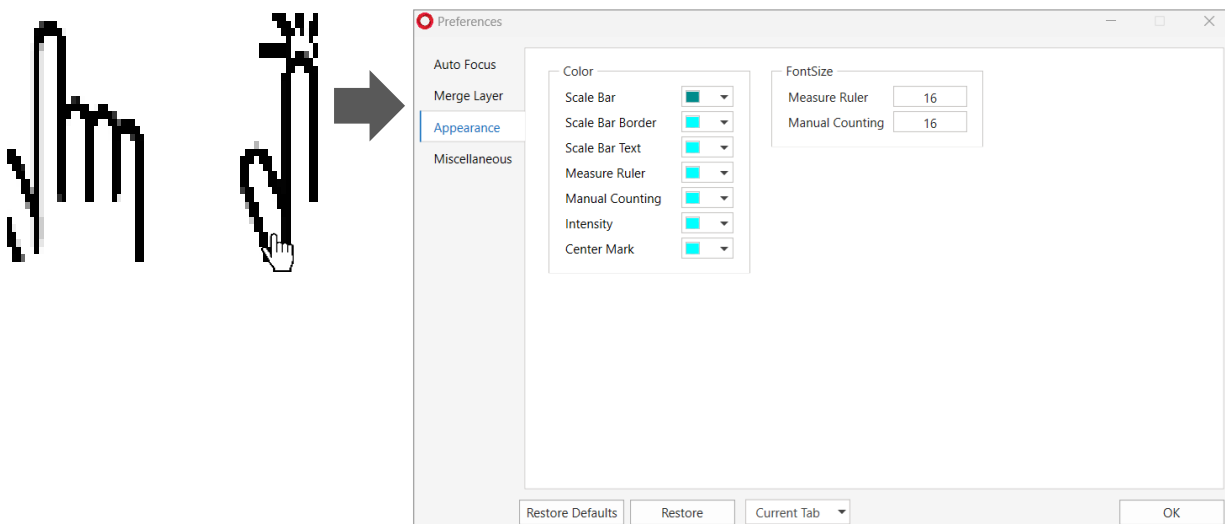 Preferences
Auto Focus
Merge Layer
Appearance
Miscellaneous
Color
Scale Bar
Scale Bar Border
Scale Bar Text
Measure Ruler
Manual Counting
Intensity
Center Mark
FontSize
Measure Ruler 16
Manual Counting 16
Restore Defaults Restore Current Tab OK